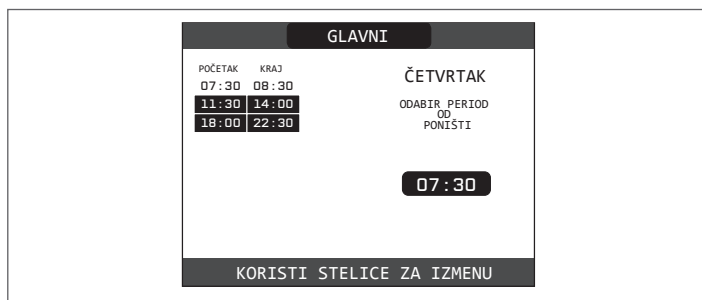 GLAVNI
POČETAK KRAJ
07:30 08:30
11:30 14:00
18:00 22:30
ČETVRTAK
ODABIR PERIOD
OD
PONIŠTI
07:30
KORISTI STELICE ZA IZMENU